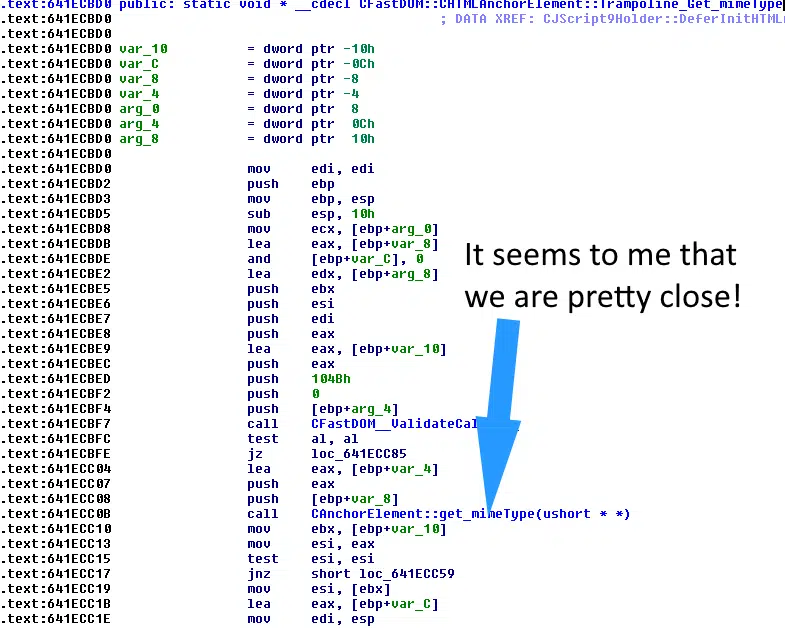 .text:641ECBD0 public: static void * __cdecl CFastDOM::CHTMLAnchorElement::Trampoline_Get_mimeType
.text:641ECBD0 ; DATA XREF: CJScript9Holder::DeferInitHTML
.text:641ECBD0
.text:641ECBD0 var_10 = dword ptr -10h
.text:641ECBD0 var_C = dword ptr -0Ch
.text:641ECBD0 var_8 = dword ptr -8
.text:641ECBD0 var_4 = dword ptr -4
.text:641ECBD0 arg_0 = dword ptr 8
.text:641ECBD0 arg_4 = dword ptr 0Ch
.text:641ECBD0 arg_8 = dword ptr 10h
.text:641ECBD0
.text:641ECBD0 mov edi, edi
.text:641ECBD2 push ebp
.text:641ECBD3 mov ebp, esp
.text:641ECBD5 sub esp, 10h
.text:641ECBD8 mov ecx, [ebp+arg_0]
.text:641ECBDB lea eax, [ebp+var_8]
.text:641ECBDE and [ebp+var_C], 0
.text:641ECBE2 lea edx, [ebp+arg_8]
.text:641ECBE5 push ebx
.text:641ECBE6 push esi
.text:641ECBE7 push edi
.text:641ECBE8 push eax
.text:641ECBE9 lea eax, [ebp+var_10]
.text:641ECBEC push eax
.text:641ECBED push 104Bh
.text:641ECBF2 push 0
.text:641ECBF4 push [ebp+arg_4]
.text:641ECBF7 call CFastDOM__ValidateCal
.text:641ECBFC test al, al
.text:641ECBFE jz loc_641ECC85
.text:641ECC04 lea eax, [ebp+var_4]
.text:641ECC07 push eax
.text:641ECC08 push [ebp+var_8]
.text:641ECC0B call CAnchorElement::get_mimeType(ushort * *)
.text:641ECC10 mov ebx, [ebp+var_10]
.text:641ECC13 mov esi, eax
.text:641ECC15 test esi, esi
.text:641ECC17 jnz short loc_641ECC59
.text:641ECC19 mov esi, [ebx]
.text:641ECC1B lea eax, [ebp+var_C]
.text:641ECC1E mov edi, esp
It seems to me that
we are pretty close!